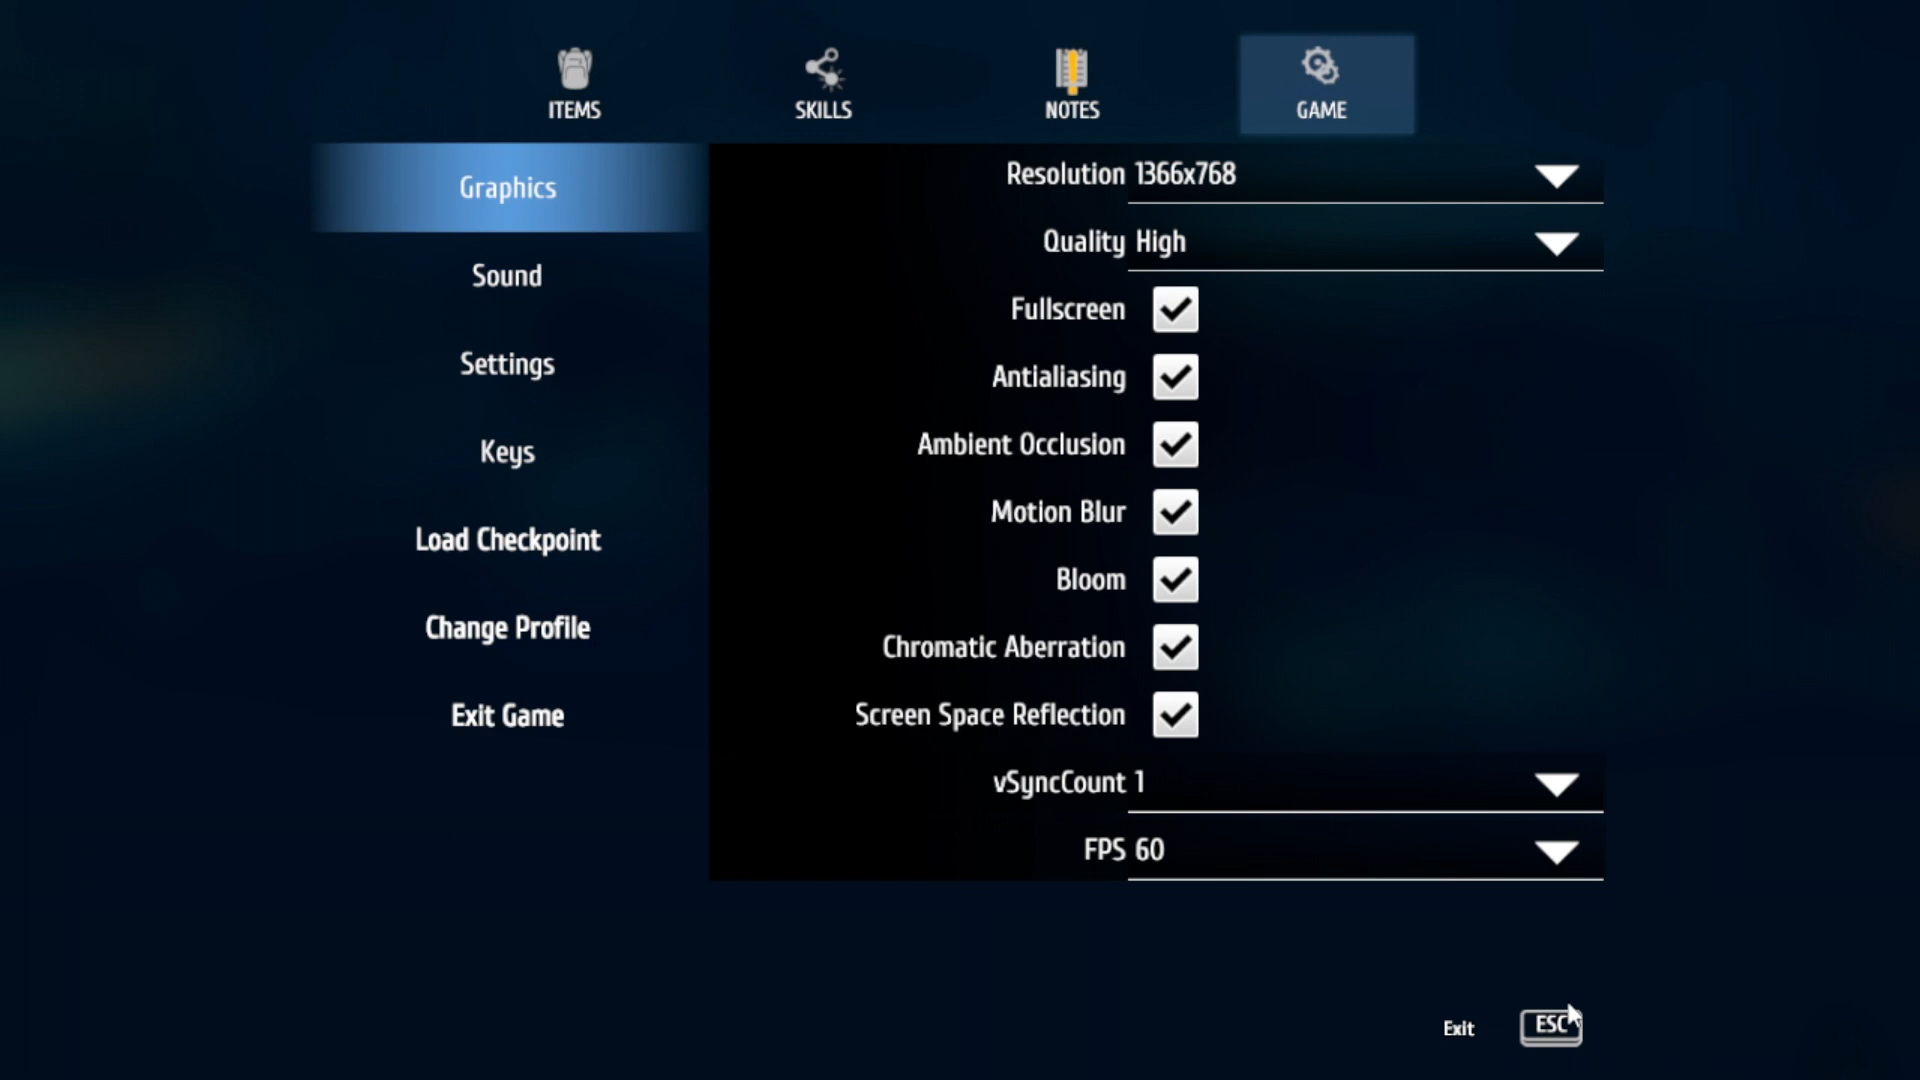 ITEMS
SKILLS
NOTES
GAME
Graphics
Sound
Settings
Keys
Load Checkpoint
Change Profile
Exit Game
Resolution 1366x768
Quality High
Fullscreen
Antialiasing
Ambient Occlusion
Motion Blur
Bloom
Chromatic Aberration
Screen Space Reflection
vSyncCount 1
FPS 60
Exit ESC